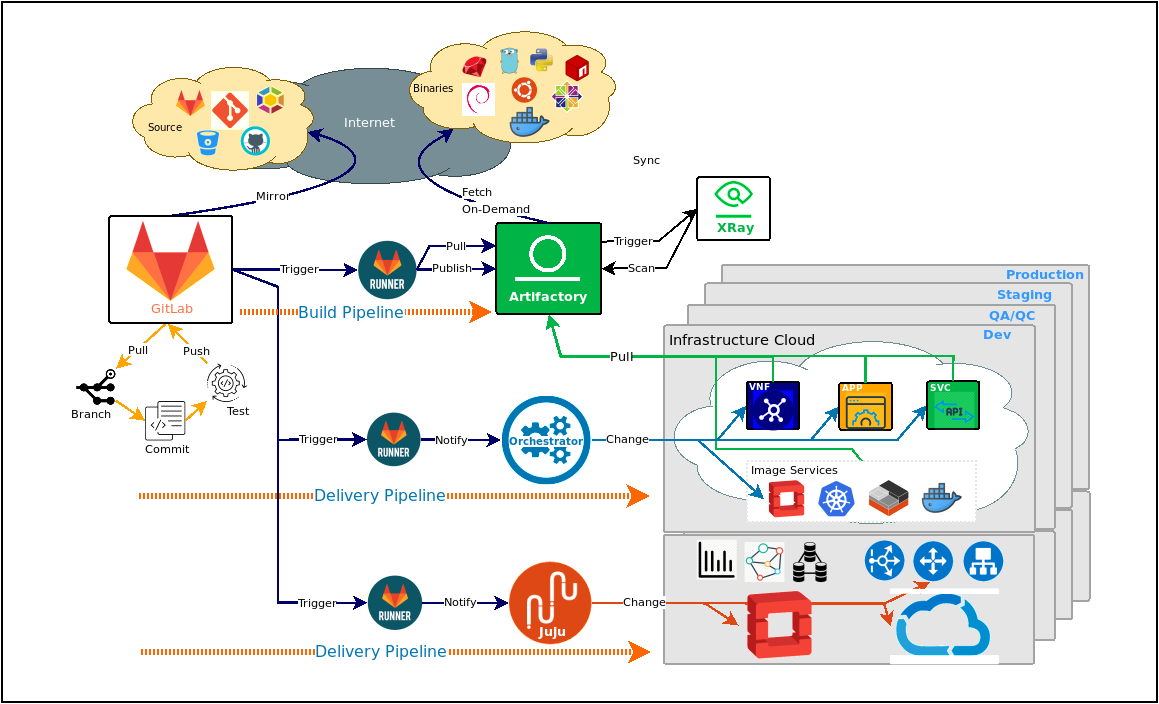 Binaries
Source
Internet
Sync
Mirror
Fetch
On-Demand
XRay
Trigger
Scan
GitLab
Trigger
RUNNER
Pull
Publish
Artifactory
Build Pipeline
Production
Staging
QA/QC
Dev
Infrastructure Cloud
Pull
Pull
Push
Branch
Test
Commit
VNF
APP
SVC
API
Trigger
RUNNER
Notify
Orchestrator
Change
Image Services
Delivery Pipeline
Trigger
RUNNER
Notify
Juju
Change
Delivery Pipeline